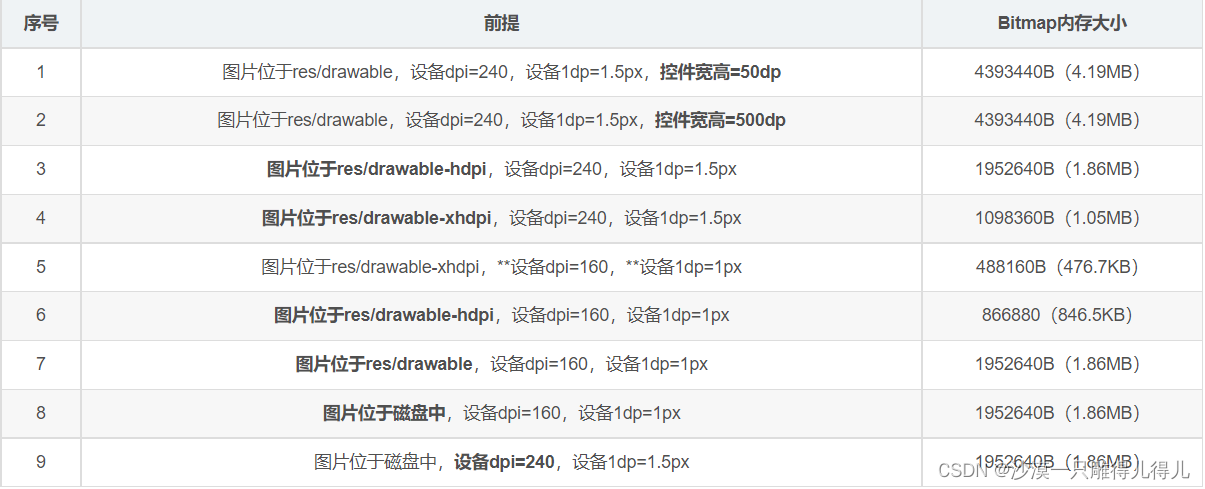 序号 前提 Bitmap内存大小
1 图片位于res/drawable，设备dpi=240，设备1dp=1.5px，控件宽高=50dp 4393440B（4.19MB）
2 图片位于res/drawable，设备dpi=240，设备1dp=1.5px，控件宽高=500dp 4393440B（4.19MB）
3 图片位于res/drawable-hdpi，设备dpi=240，设备1dp=1.5px 1952640B（1.86MB）
4 图片位于res/drawable-xhdpi，设备dpi=240，设备1dp=1.5px 1098360B（1.05MB）
5 图片位于res/drawable-xhdpi，**设备dpi=160，**设备1dp=1px 488160B（476.7KB）
6 图片位于res/drawable-hdpi，设备dpi=160，设备1dp=1px 866880（846.5KB）
7 图片位于res/drawable，设备dpi=160，设备1dp=1px 1952640B（1.86MB）
8 图片位于磁盘中，设备dpi=160，设备1dp=1px 1952640B（1.86MB）
9 图片位于磁盘中，设备dpi=240，设备1dp=1.5px 1952640B（1.86MB）
CSDN @沙漠一只雕得儿得儿